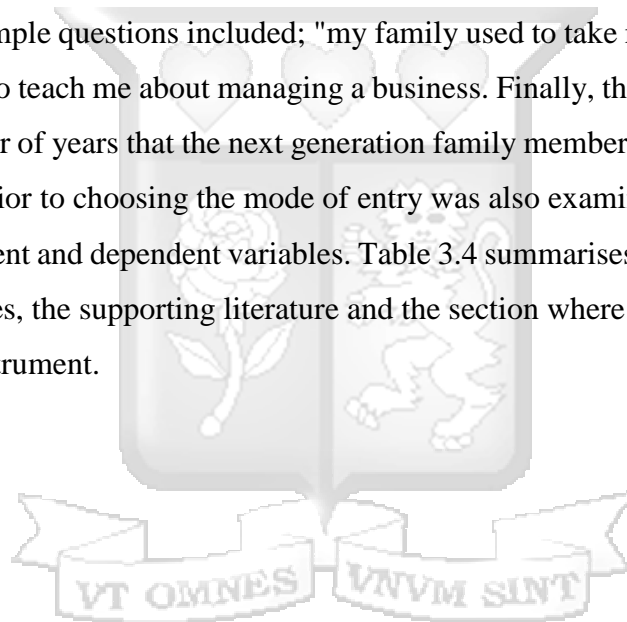 mple questions included; "my family used to take
o teach me about managing a business. Finally, th
r of years that the next generation family member
ior to choosing the mode of entry was also exami
ent and dependent variables. Table 3.4 summarises
es, the supporting literature and the section where
trument.
VT OMNES VNVM SINT